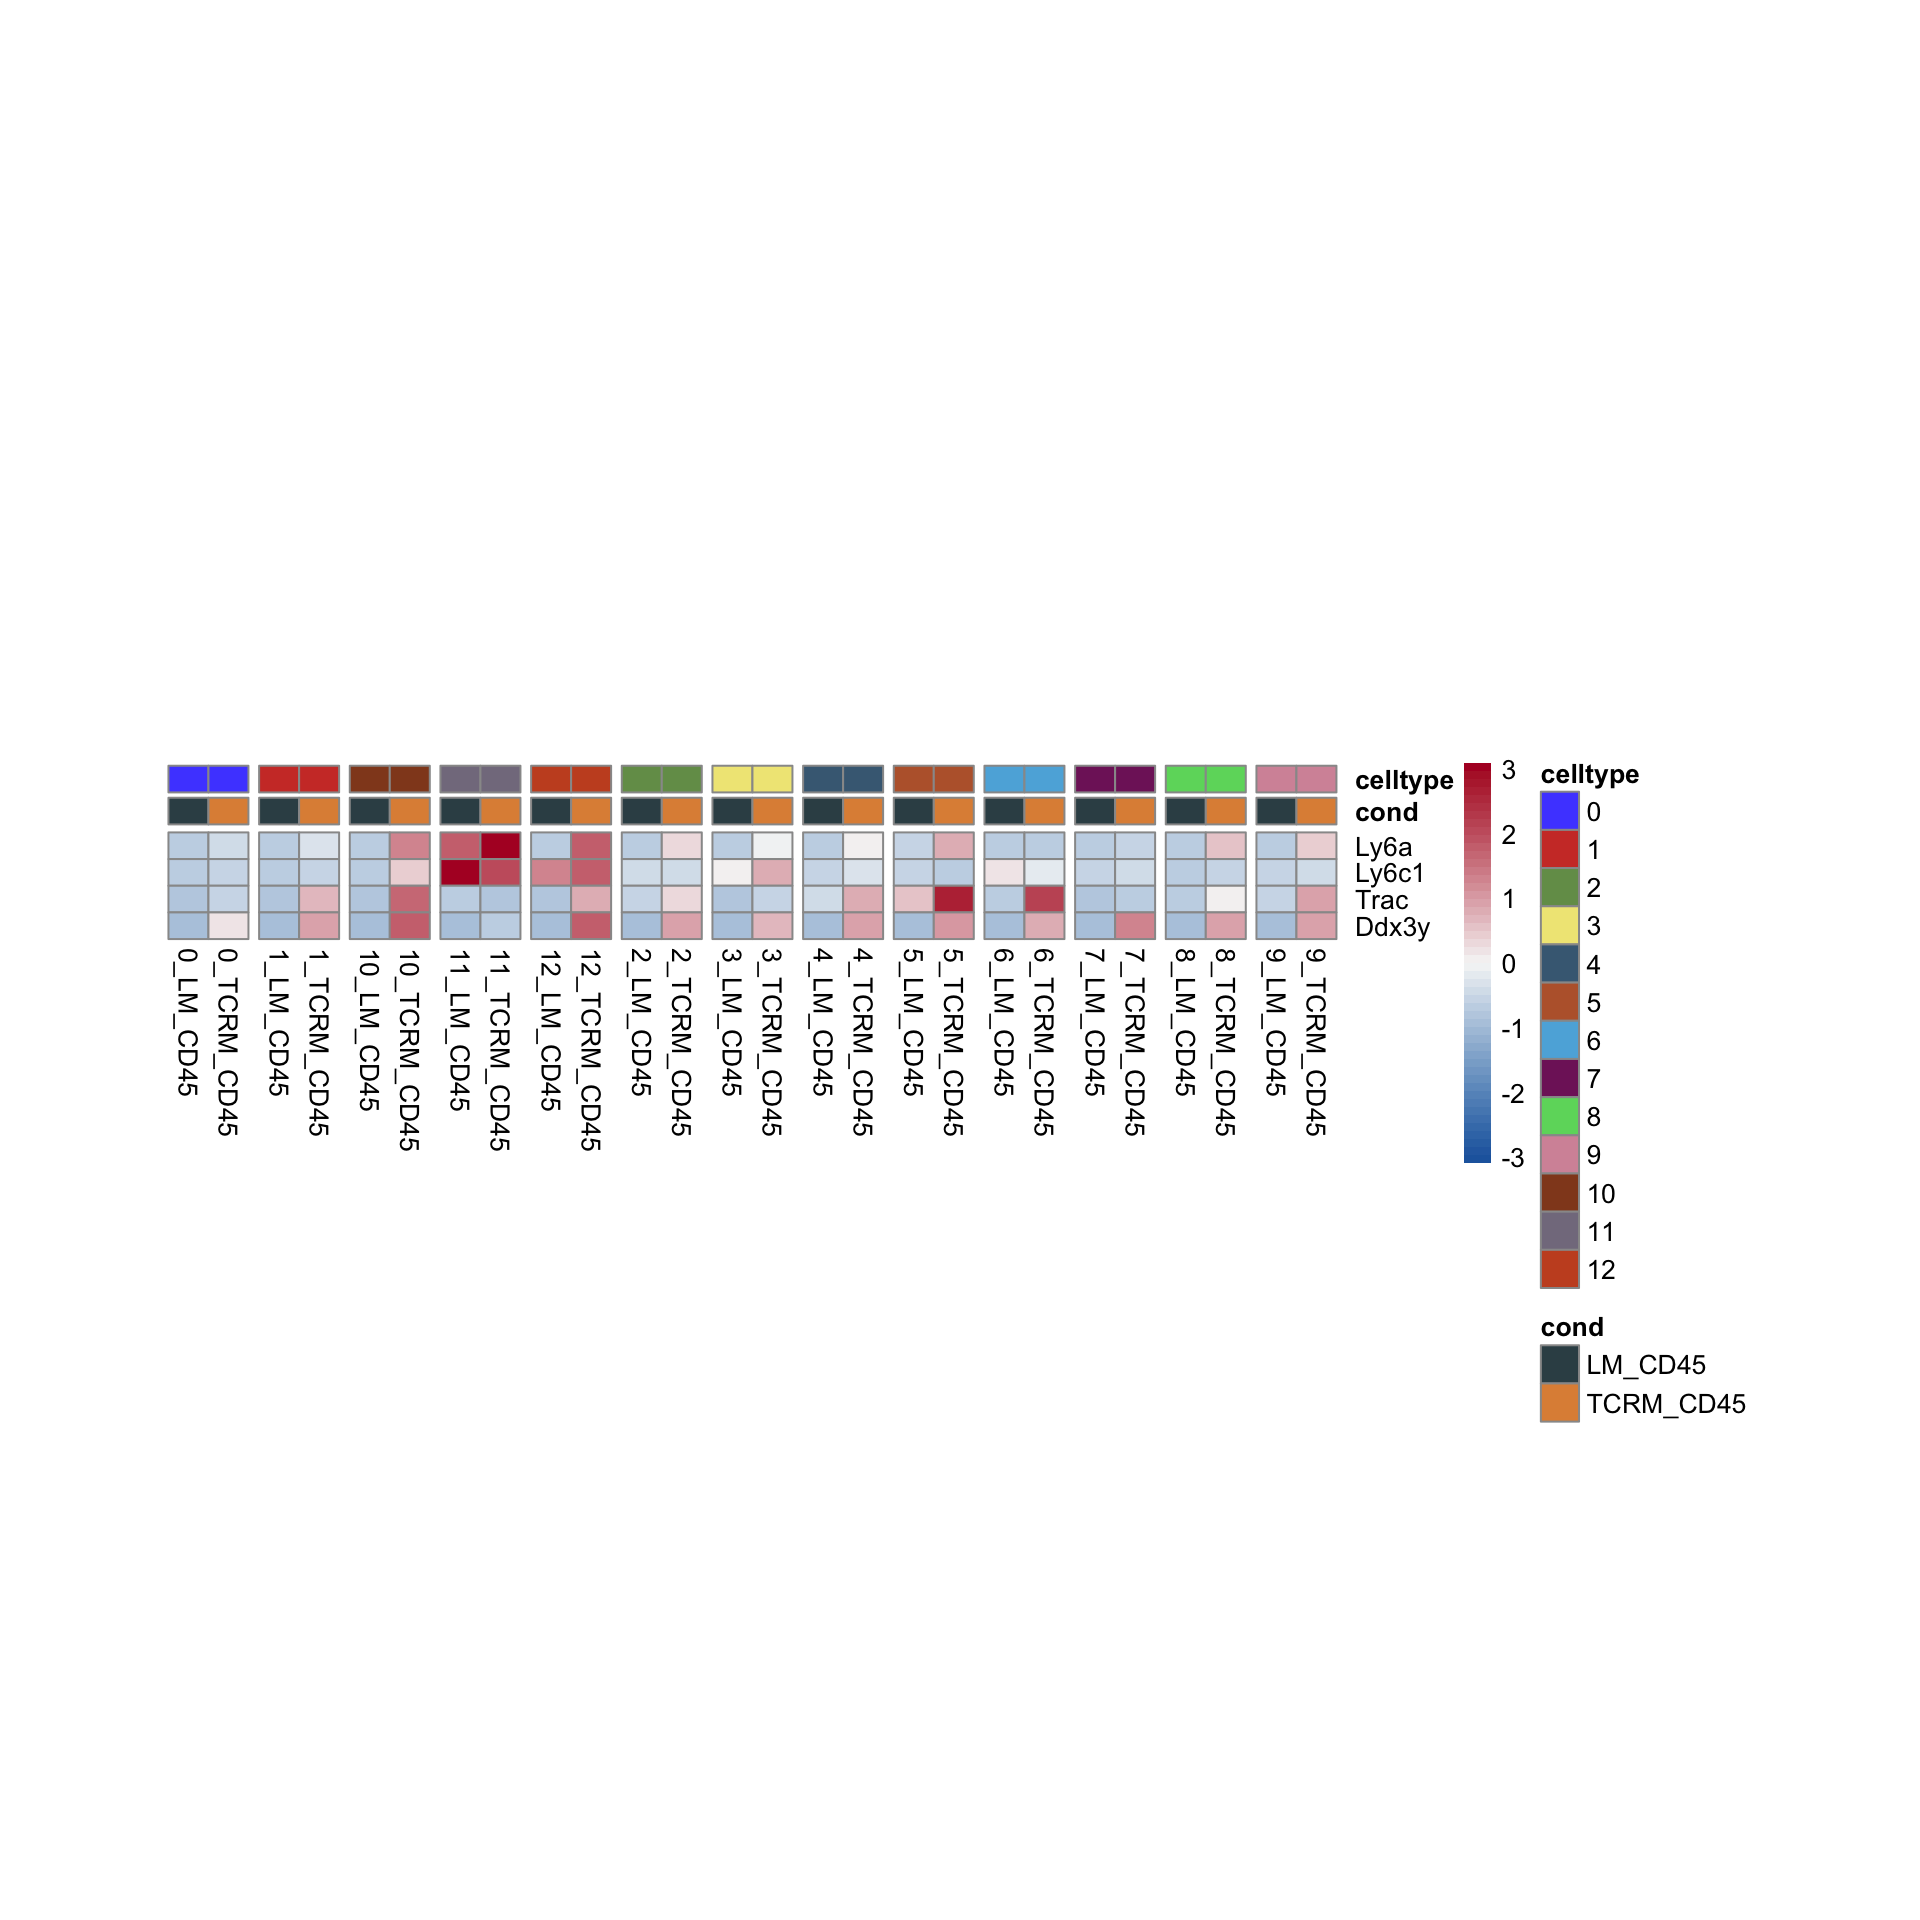 celltype
cond
Ly6a
Ly6c1
Trac
Ddx3y
0_LM_CD45
0_TCRM_CD45
1_LM_CD45
1_TCRM_CD45
10_LM_CD45
10_TCRM_CD45
11_LM_CD45
11_TCRM_CD45
12_LM_CD45
12_TCRM_CD45
2_LM_CD45
2_TCRM_CD45
3_LM_CD45
3_TCRM_CD45
4_LM_CD45
4_TCRM_CD45
5_LM_CD45
5_TCRM_CD45
6_LM_CD45
6_TCRM_CD45
7_LM_CD45
7_TCRM_CD45
8_LM_CD45
8_TCRM_CD45
9_LM_CD45
9_TCRM_CD45
3
2
1
0
-1
-2
-3
celltype
0
1
2
3
4
5
6
7
8
9
10
11
12
cond
LM_CD45
TCRM_CD45